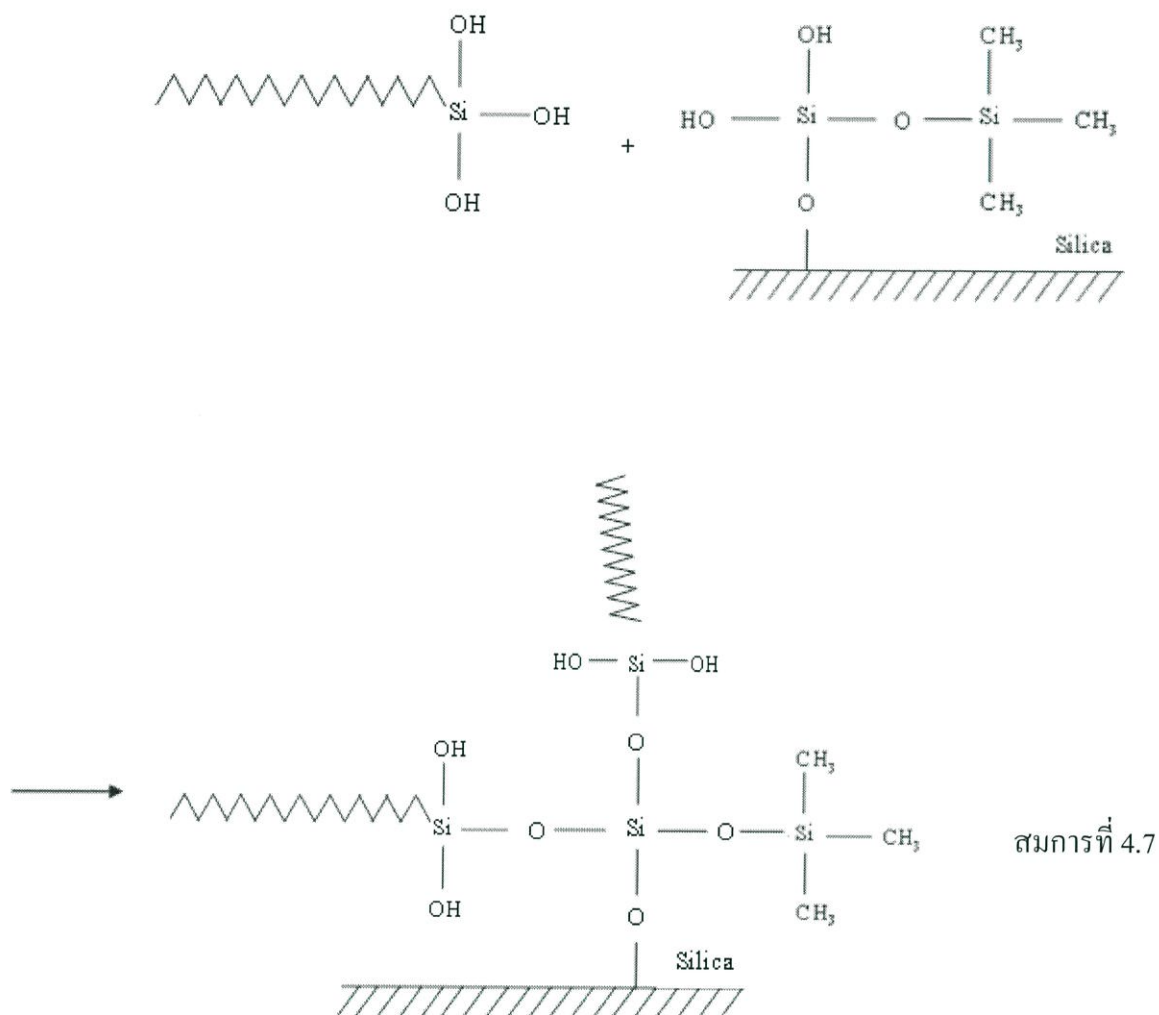 OH
Si
OH
OH
+
OH
HO Si O Si CH₃
CH₃
CH₃
O
Silica
HO Si OH
O
OH
CH₃
Si O Si O Si CH₃
สมการที่ 4.7
OH
O
CH₃
Silica